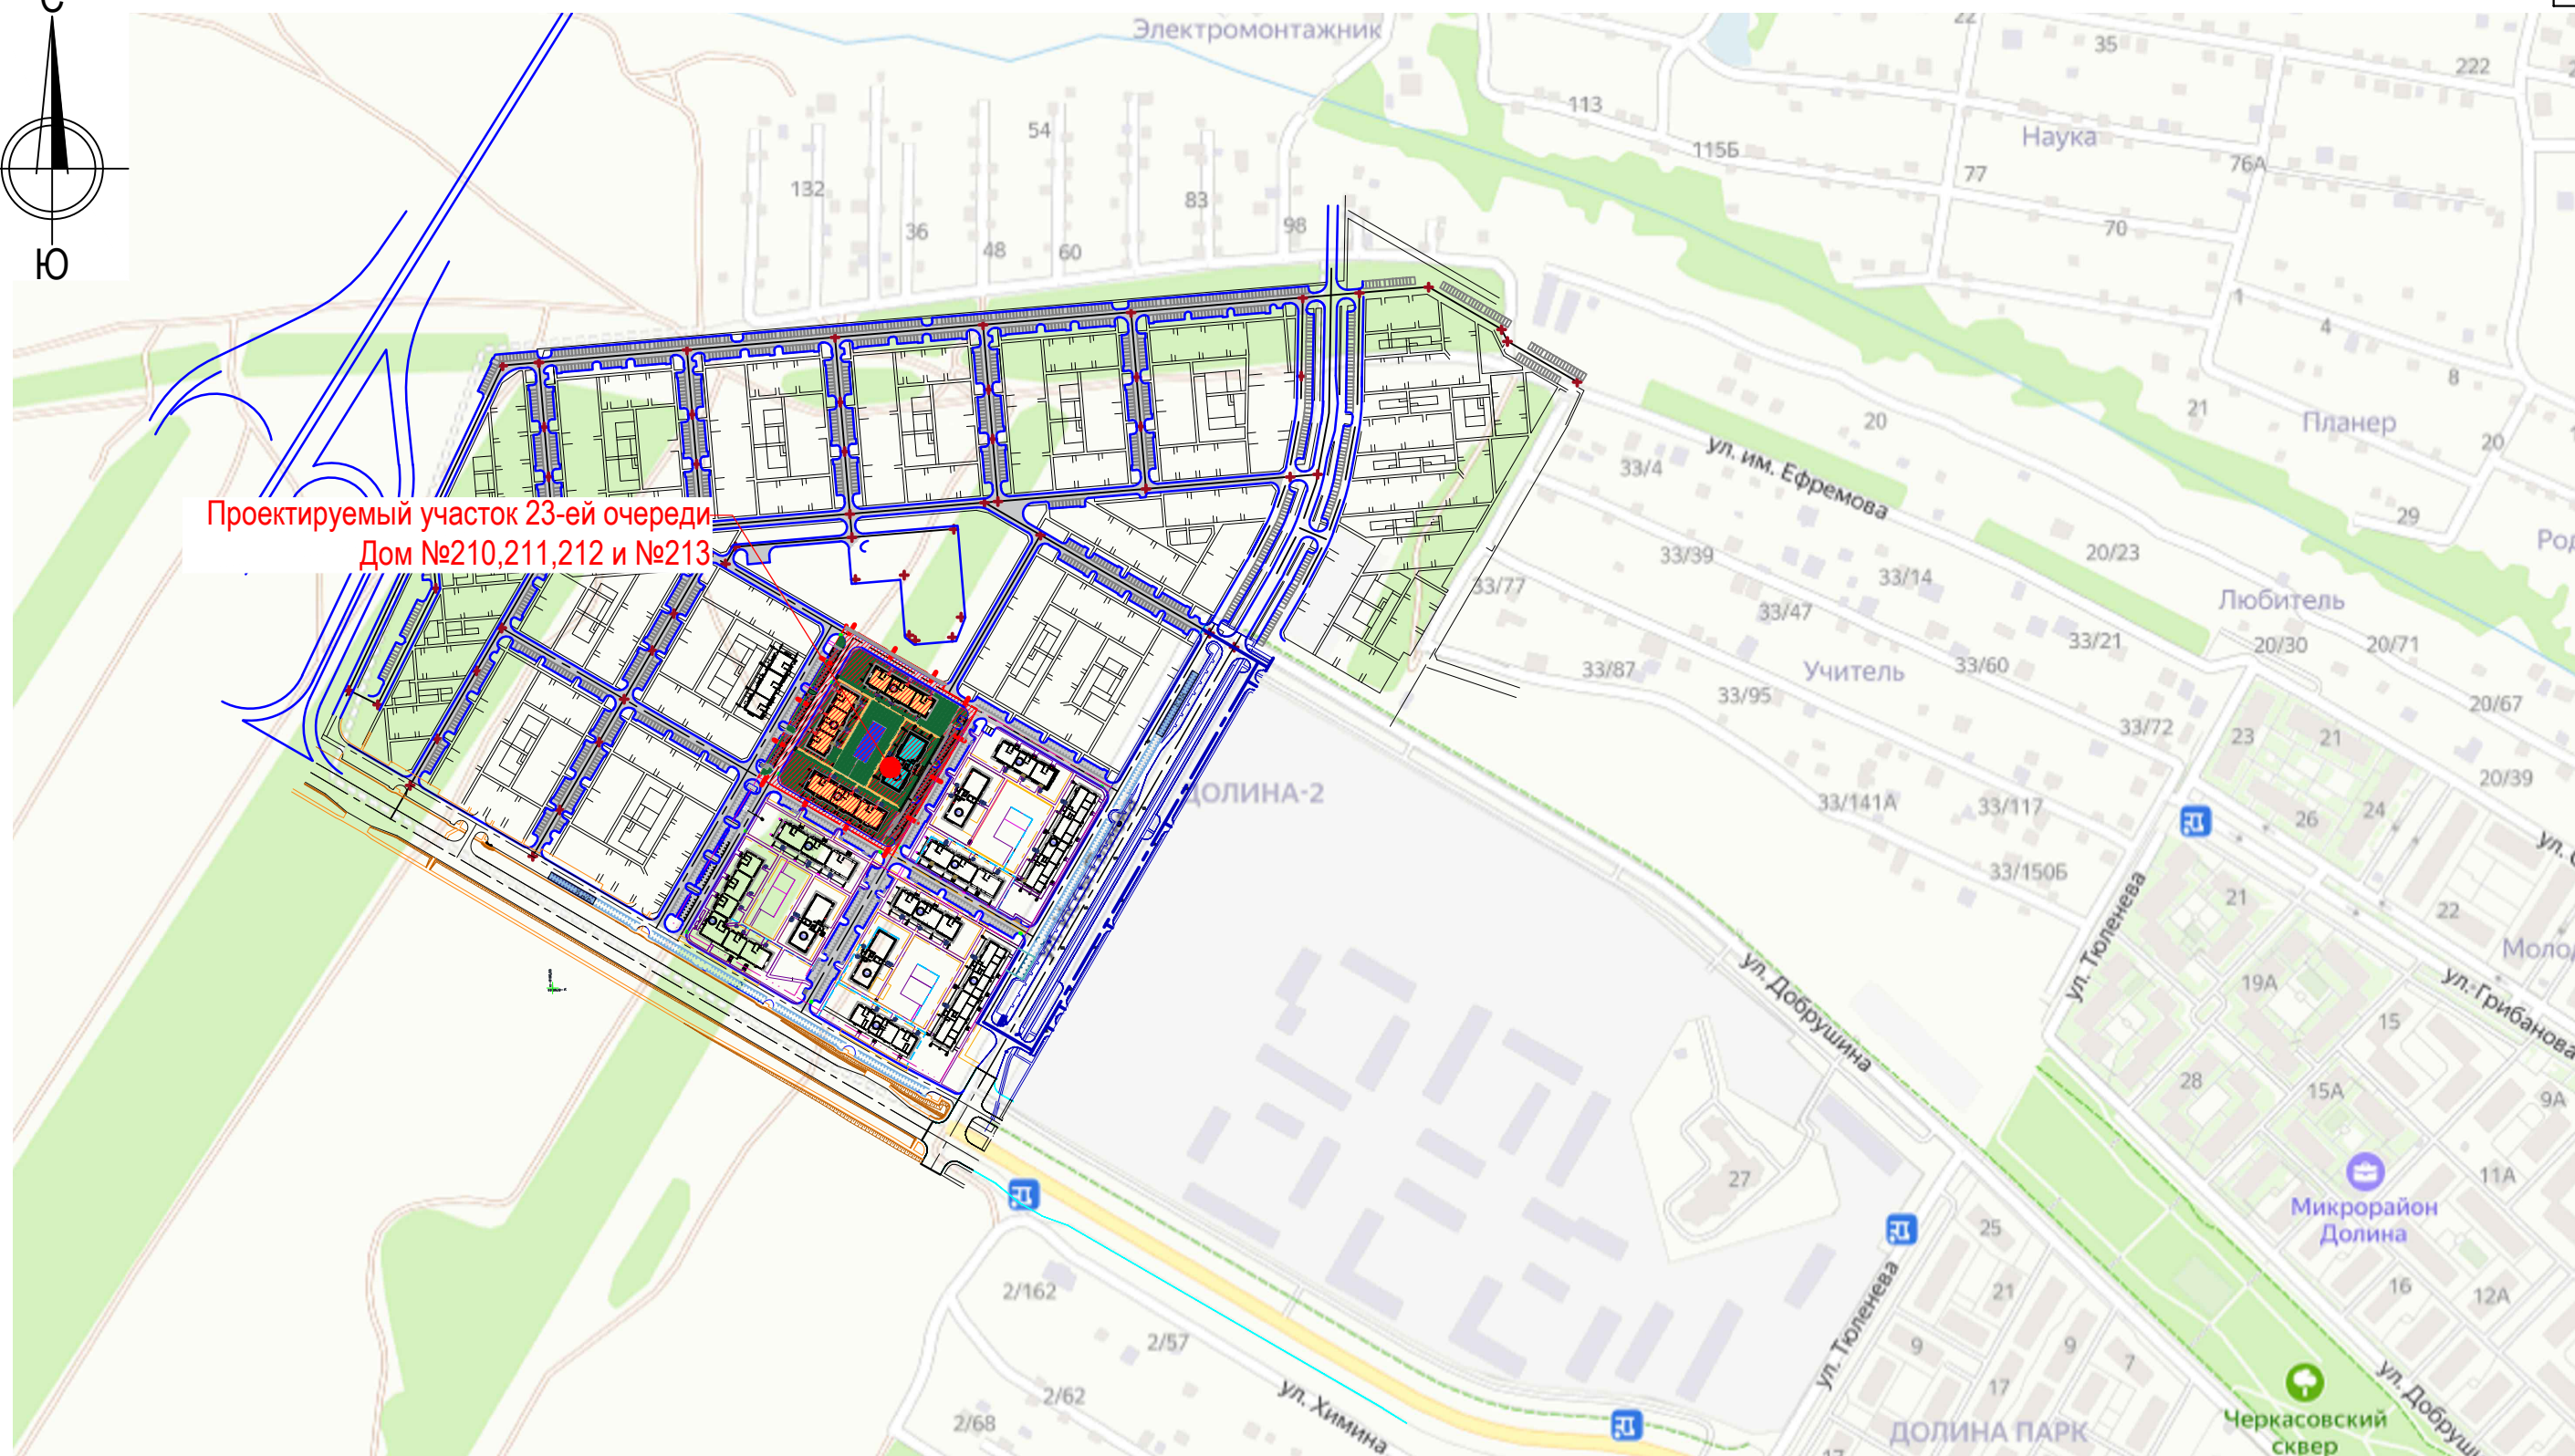 С
Ю
Электромонтажник
22
35
222
113
54
115Б
Наука
76А
77
132
83
36
98
70
48
60
1
4
8
20
21
Планер
20
33/4
ул. им. Ефремова
Проектируемый участок 23-ей очереди
Дом №210,211,212 и №213
29
33/39
20/23
33/14
33/77
Любитель
33/47
33/21
20/30
20/71
33/87
Учитель
33/60
33/95
20/67
33/72
23
21
20/39
ДОЛИНА-2
33/141А
33/117
26
24
33/150Б
ул. Тюленева
21
22
19А
ул. Добрушина
ул. Грибанова
15
28
15А
9А
27
11А
Микрорайон
Долина
25
2/162
21
16
12А
ул. Тюленева
2/57
9
9
7
2/62
17
ул. Химина
2/68
ДОЛИНА ПАРК
Черкасовский
сквер